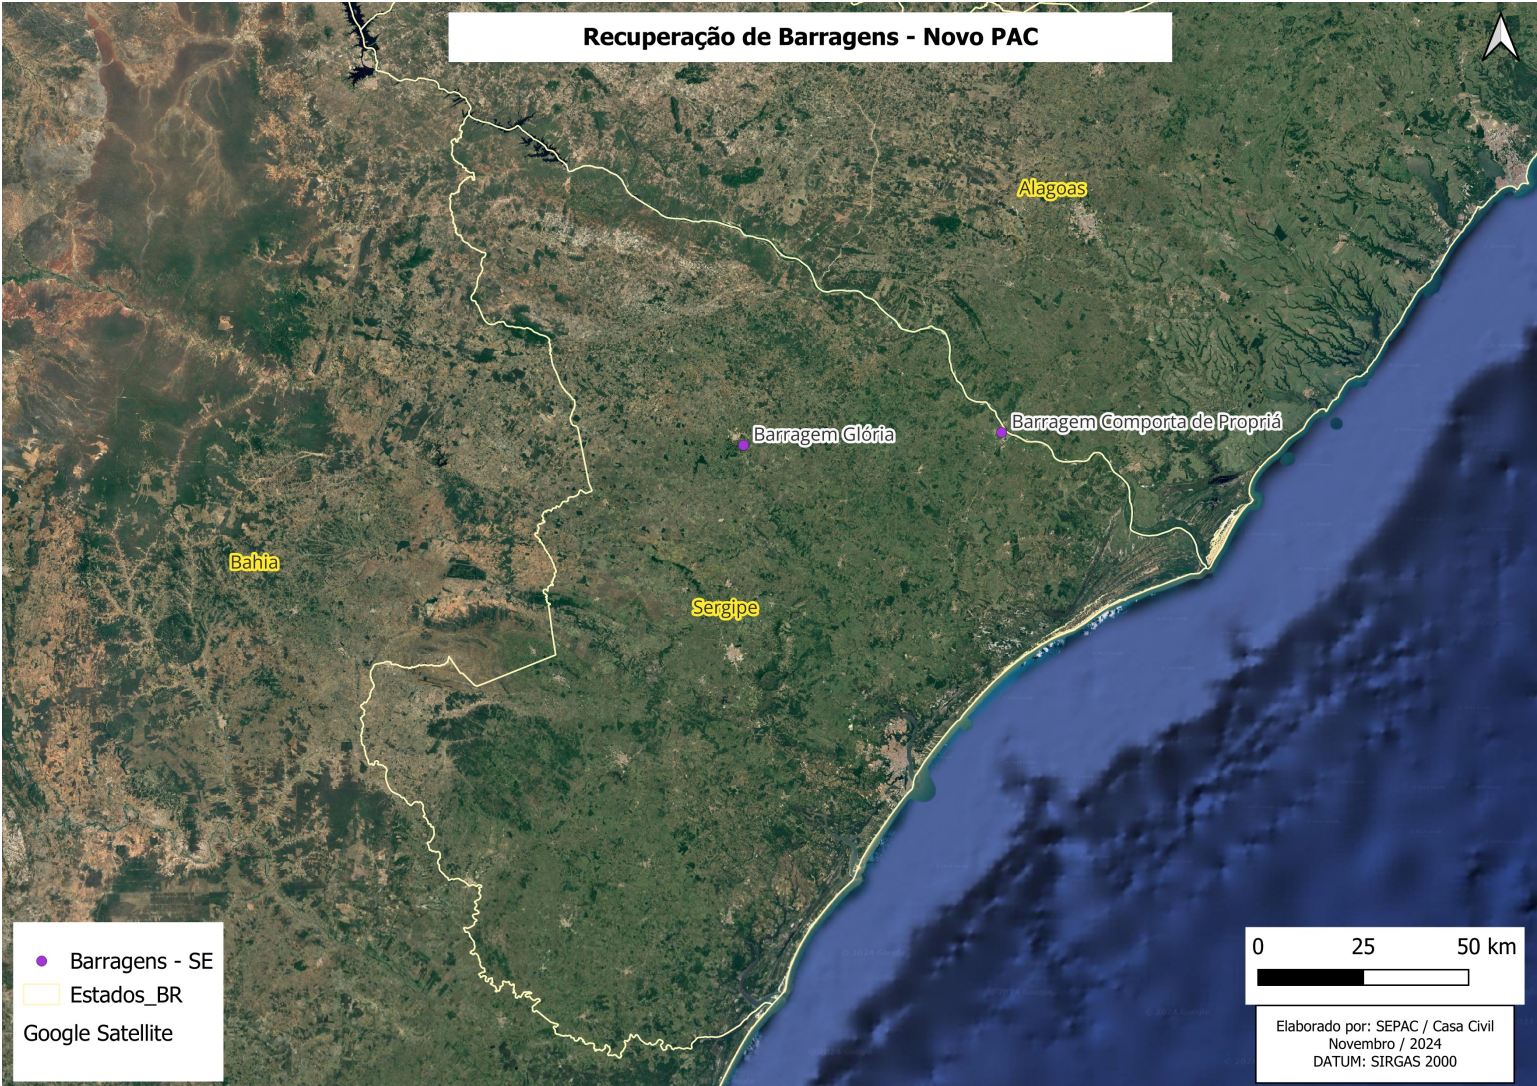 Recuperação de Barragens - Novo PAC
Alagoas
Barragem Comporta de Propriá
Barragem Glória
Bahia
Sergipe
Barragens - SE
Estados_BR
Google Satellite
0 25 50 km
Elaborado por: SEPAC / Casa Civil
Novembro / 2024
DATUM: SIRGAS 2000